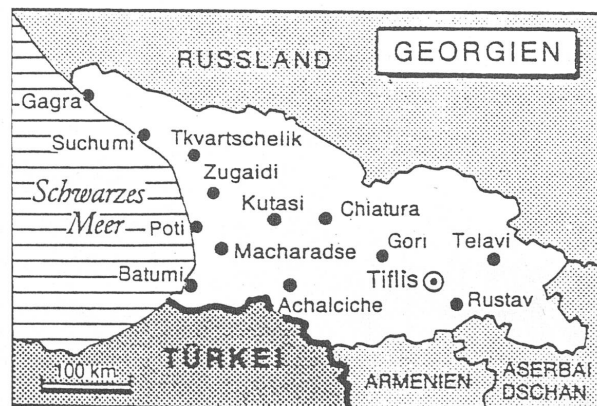 GEORGIEN
RUSSLAND
Gagra
Suchumi
Tkvartschelik
Zugaidi
Schwarzes
Meer
Kutasi
Chiatura
Poti
Macharadse
Gori
Telavi
Batumi
Tiflis
Achalciche
Rustav
TÜRKEI
100 km
ARMENIEN
ASERBAI
DSCHAN